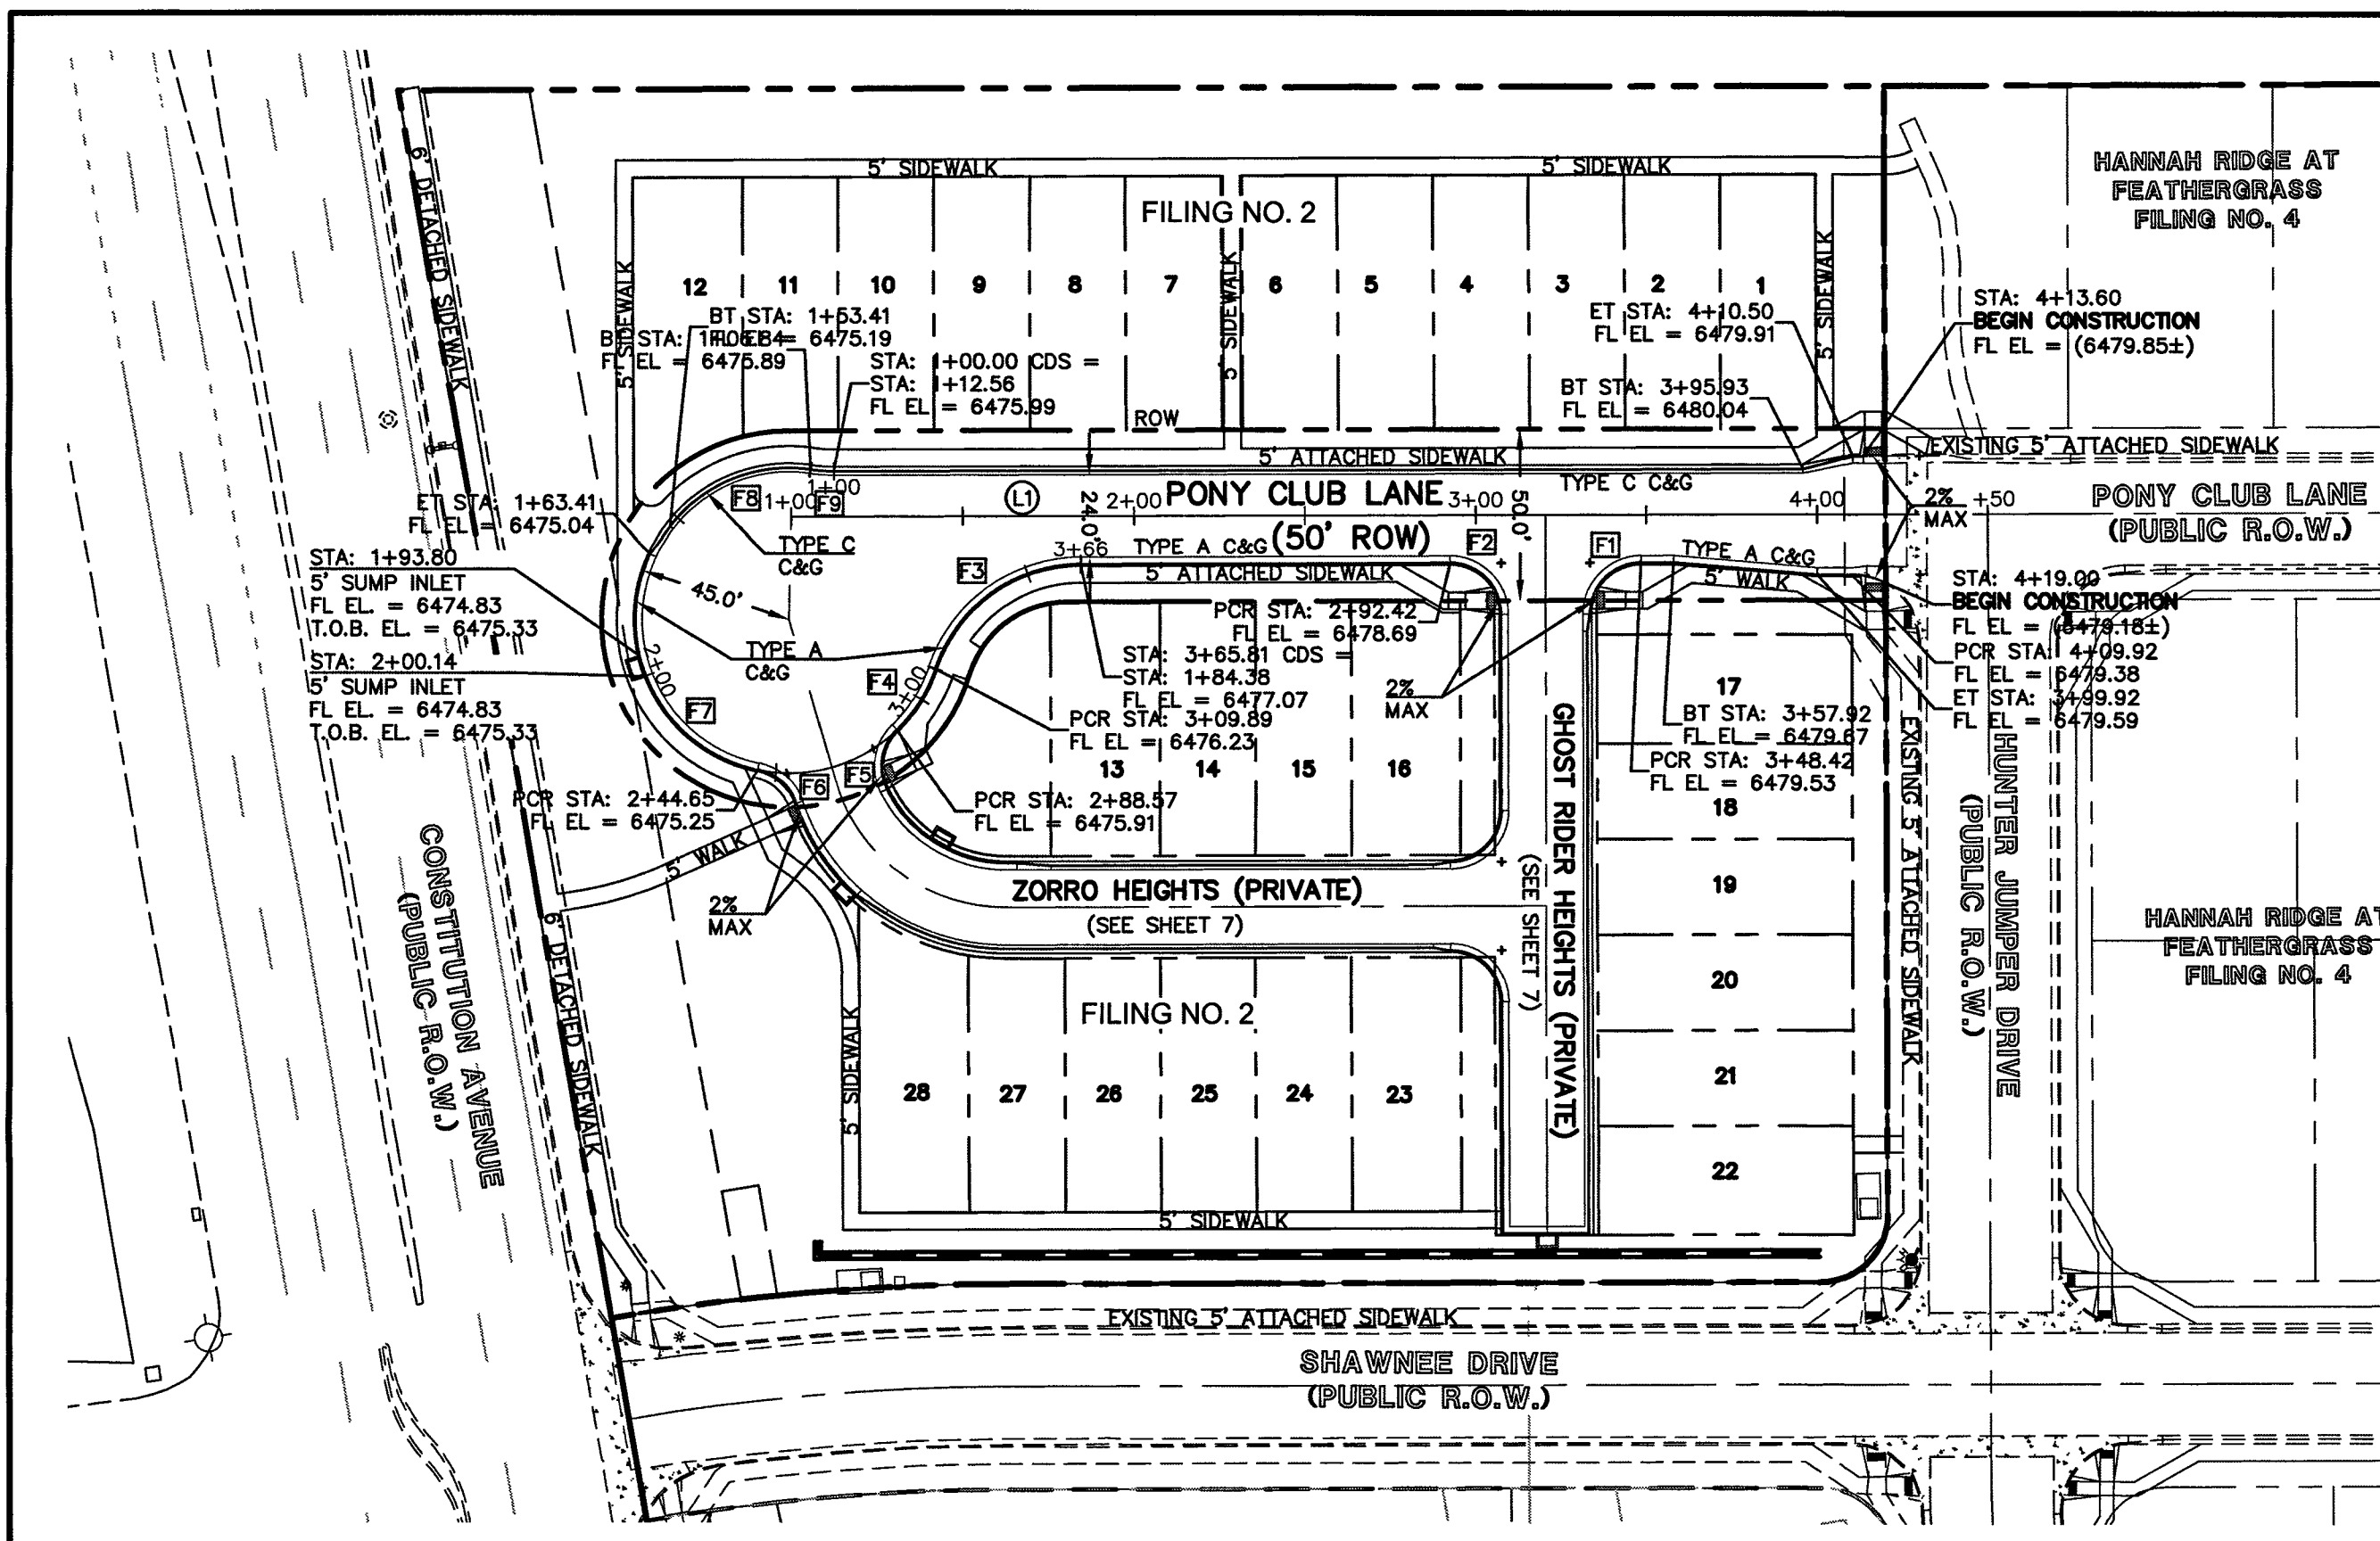 HANNAH RIDGE AT
FEATHERGRASS
FILING NO. 4
6' DETACHED SIDEWALK
5' SIDEWALK
5' SIDEWALK
FILING NO. 2
5' SIDEWALK
5' SIDEWALK
5' SIDEWALK
12
11
10
9
8
7
6
5
4
3
2
1
BT STA: 1+53.41
FL EL = 6475.19
BT STA: 1+06.84
FL EL = 6475.89
STA: 1+00.00 CDS =
STA: 1+12.56
FL EL = 6475.99
ET STA: 4+10.50
FL EL = 6479.91
STA: 4+13.60
BEGIN CONSTRUCTION
FL EL = (6479.85±)
BT STA: 3+95.93
FL EL = 6480.04
ROW
5' ATTACHED SIDEWALK
EXISTING 5' ATTACHED SIDEWALK
TYPE C C&G
ET STA: 1+63.41
FL EL = 6475.04
F8
1+00
1+00
F9
L1
24.0'
2+00
PONY CLUB LANE
(50' ROW)
3+00
50.0'
4+00
2%
MAX
+50
PONY CLUB LANE
(PUBLIC R.O.W.)
TYPE C
C&G
STA: 1+93.80
5' SUMP INLET
FL EL. = 6474.83
T.O.B. EL. = 6475.33
STA: 2+00.14
5' SUMP INLET
FL EL. = 6474.83
T.O.B. EL. = 6475.33
45.0'
TYPE A
C&G
2+00
F7
F3
3+66
TYPE A C&G
5' ATTACHED SIDEWALK
F2
F1
TYPE A C&G
5' WALK
F4
3+00
PCR STA: 2+92.42
FL EL = 6478.69
STA: 3+65.81 CDS =
STA: 1+84.38
FL EL = 6477.07
PCR STA: 3+09.89
FL EL = 6476.23
2%
MAX
STA: 4+19.00
BEGIN CONSTRUCTION
FL EL = (6479.18±)
PCR STA: 4+09.92
FL EL = 6479.38
ET STA: 3+99.92
FL EL = 6479.59
17
BT STA: 3+57.92
FL EL = 6479.67
PCR STA: 3+48.42
FL EL = 6479.53
13
14
15
16
F5
F6
PCR STA: 2+44.65
FL EL = 6475.25
PCR STA: 2+88.57
FL EL = 6475.91
18
5' WALK
2%
MAX
ZORRO HEIGHTS (PRIVATE)
(SEE SHEET 7)
GHOST RIDER HEIGHTS (PRIVATE)
(SEE SHEET 7)
19
20
21
22
EXISTING 5' ATTACHED SIDEWALK
HUNTER JUMPER DRIVE
(PUBLIC R.O.W.)
HANNAH RIDGE AT
FEATHERGRASS
FILING NO. 4
CONSTITUTION AVENUE
(PUBLIC R.O.W.)
6' DETACHED SIDEWALK
FILING NO. 2
5' SIDEWALK
28
27
26
25
24
23
5' SIDEWALK
EXISTING 5' ATTACHED SIDEWALK
SHAWNEE DRIVE
(PUBLIC R.O.W.)